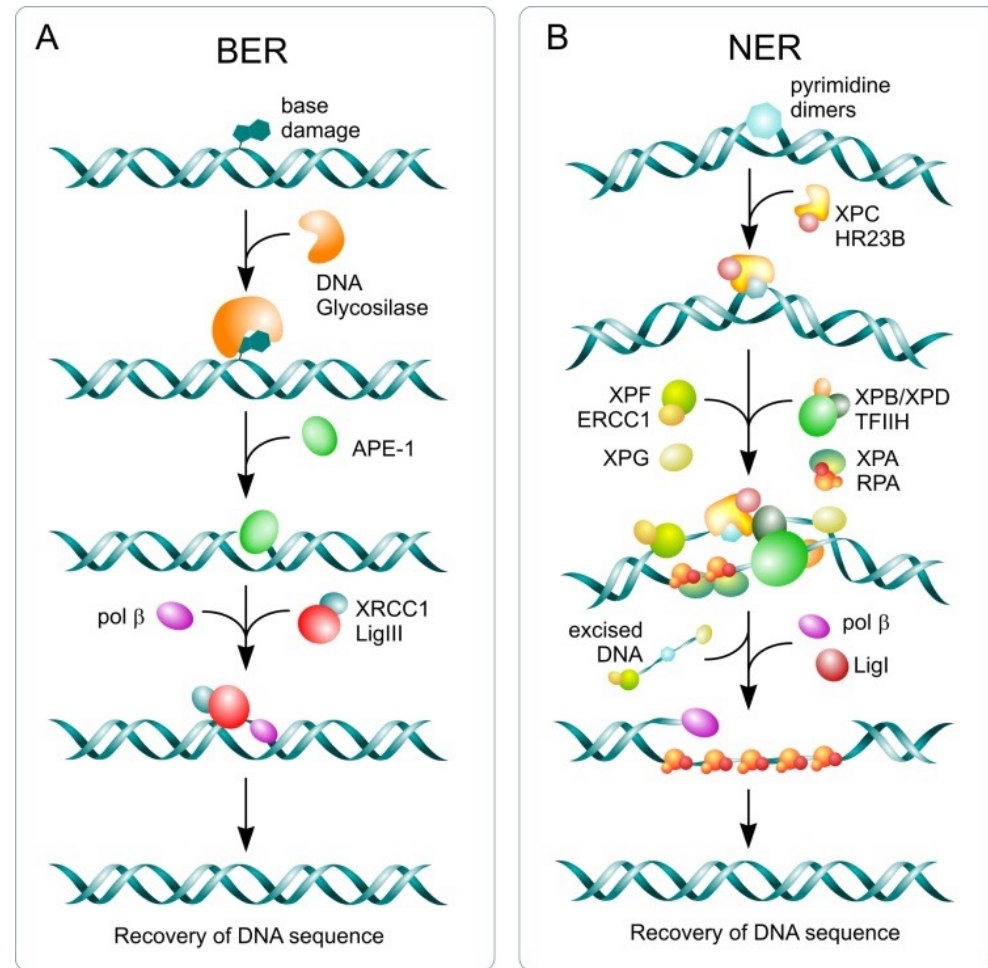 A
BER
base
damage
DNA
Glycosilase
APE-1
pol β
XRCC1
LigIII
Recovery of DNA sequence
B
NER
pyrimidine
dimers
XPC
HR23B
XPF
ERCC1
XPG
XPB/XPD
TFIIH
XPA
RPA
excised
DNA
pol β
LigI
Recovery of DNA sequence